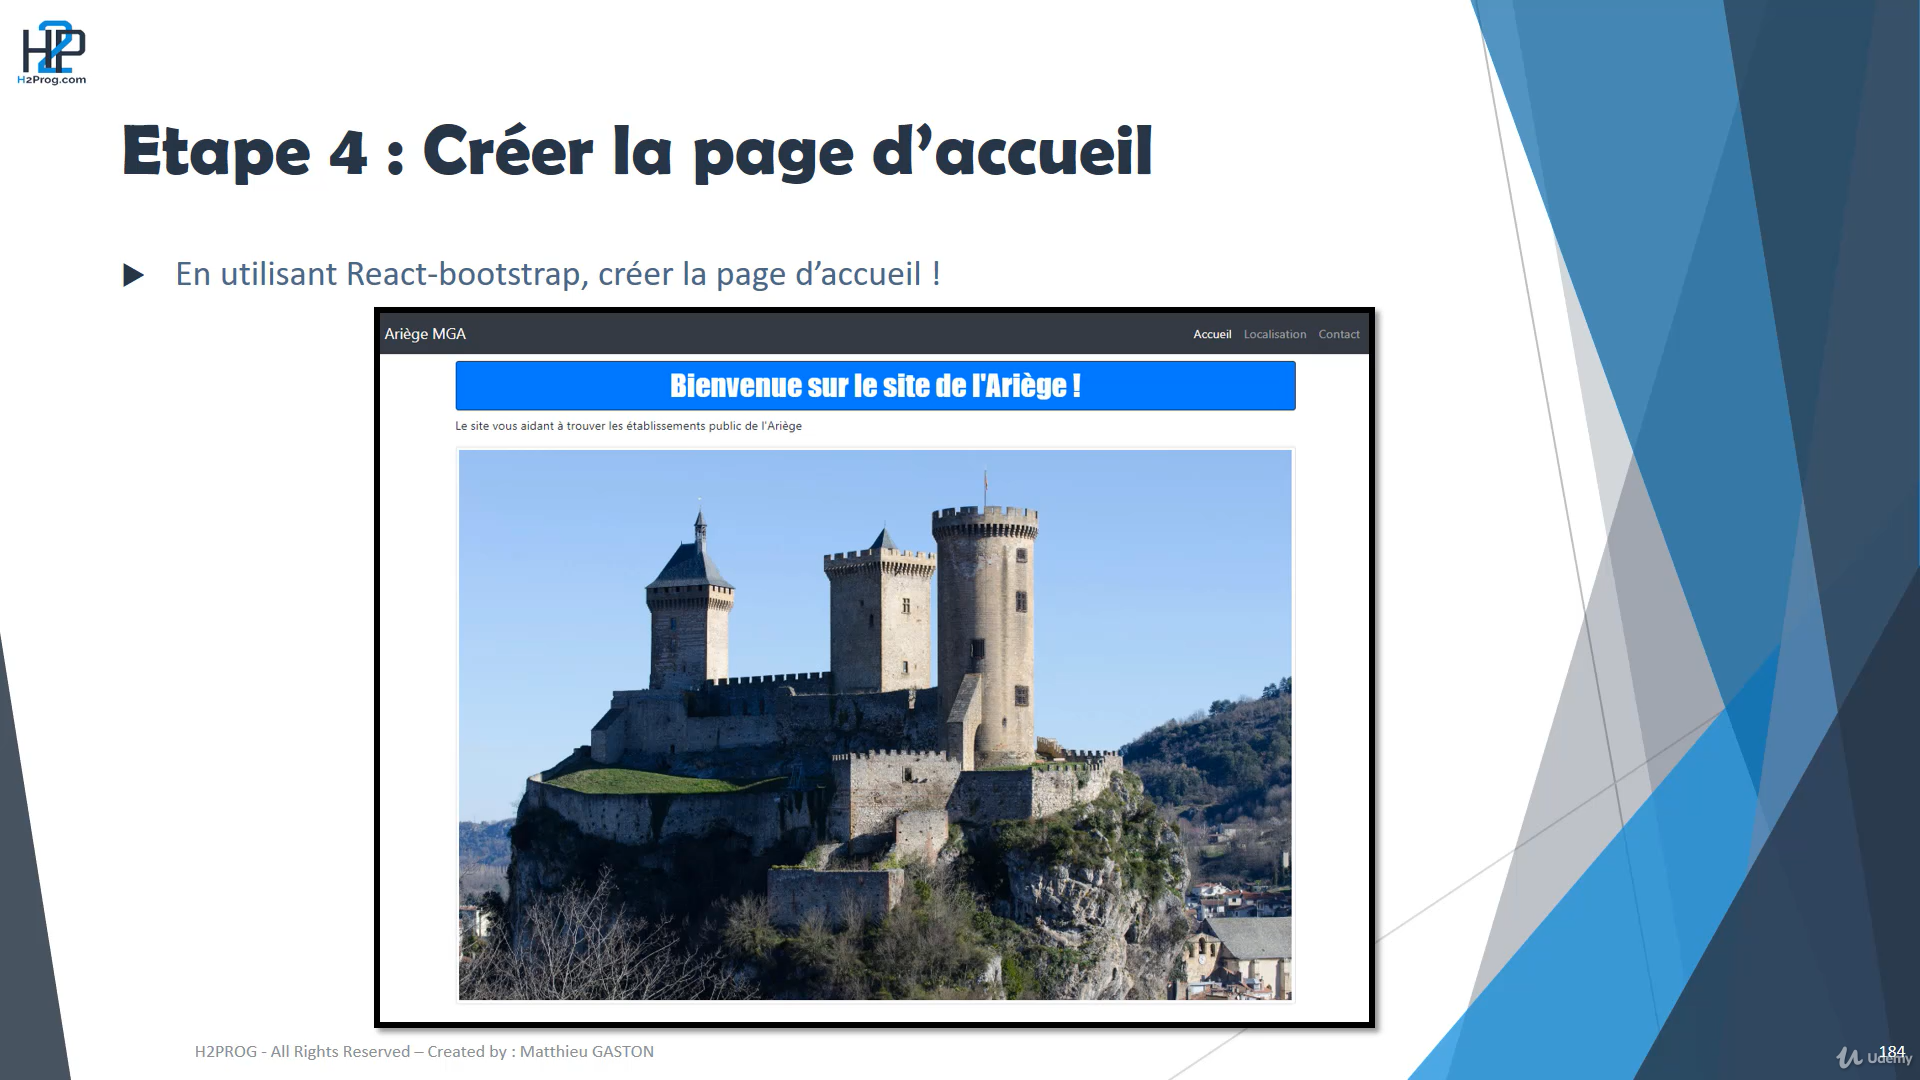 H2P
H2Prog.com
Etape 4 : Créer la page d’accueil
En utilisant React-bootstrap, créer la page d’accueil !
Ariège MGA
Accueil Localisation Contact
Bienvenue sur le site de l'Ariège !
Le site vous aidant à trouver les établissements public de l'Ariège
H2PROG - All Rights Reserved – Created by : Matthieu GASTON
184
Udemy